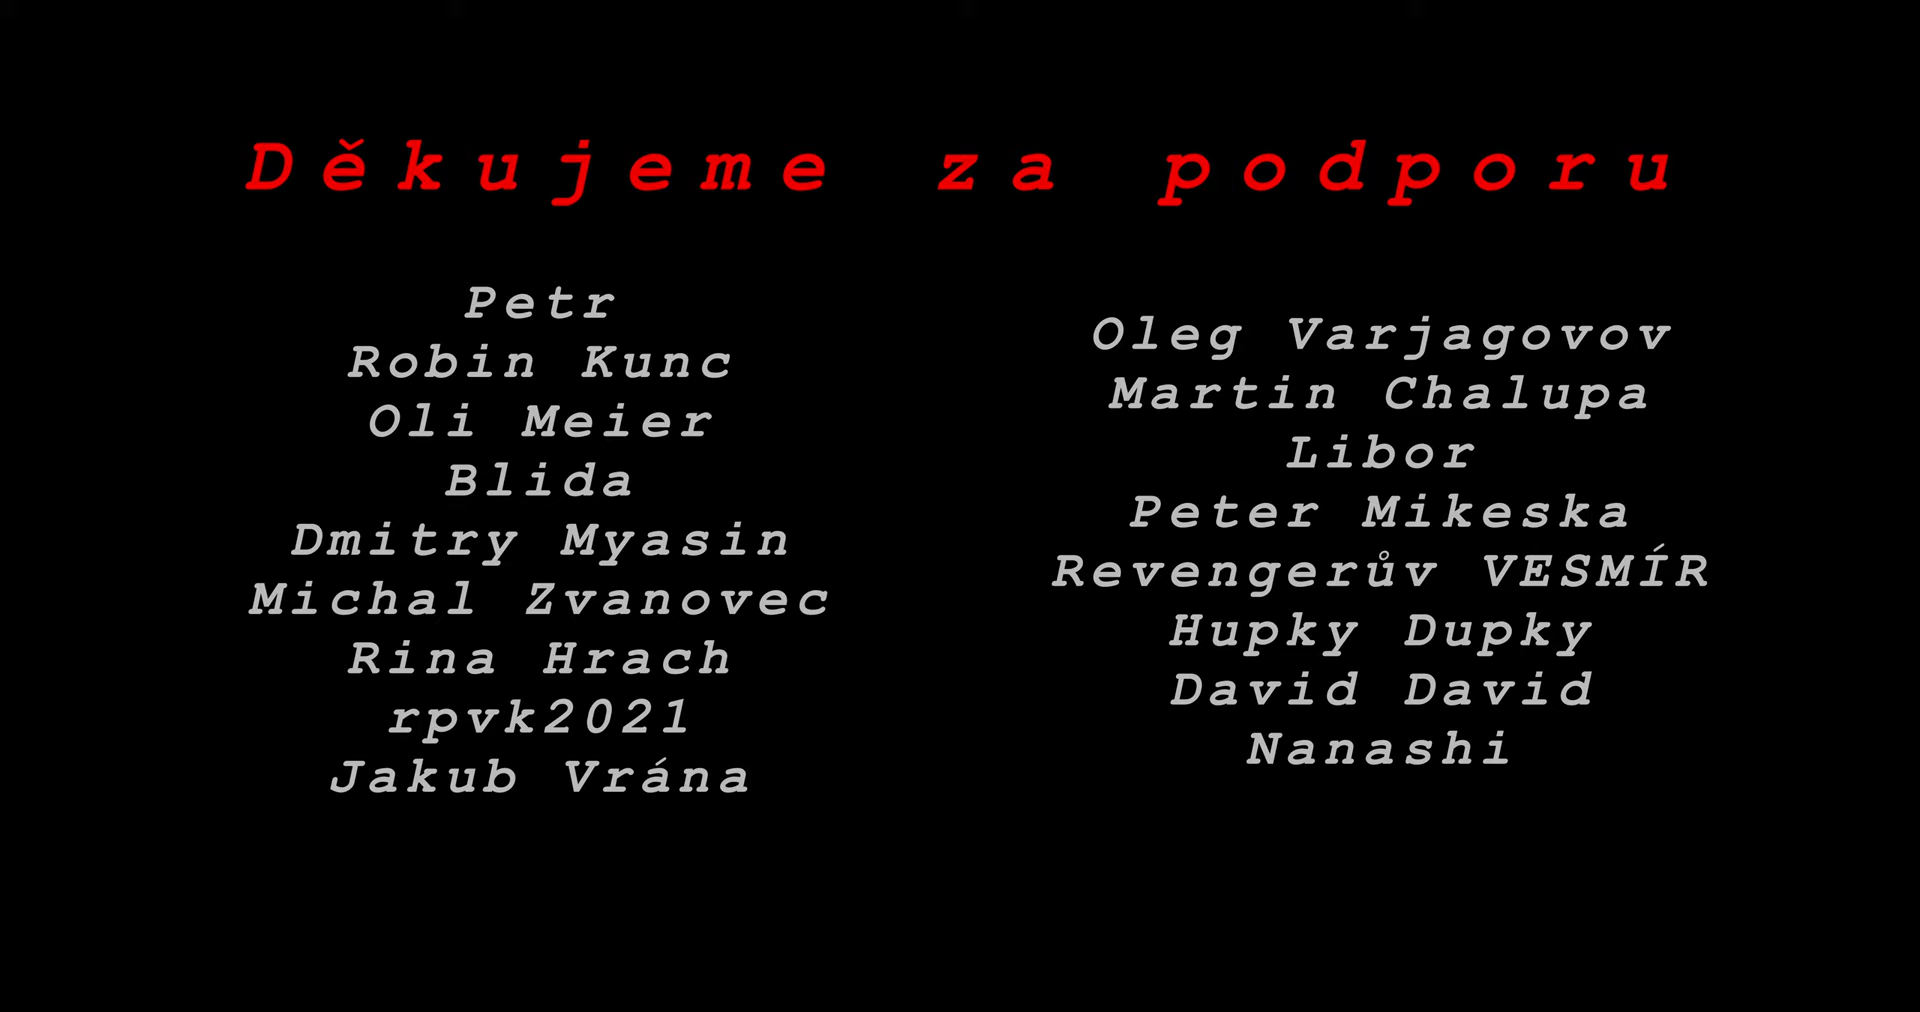 Děkujeme za podporu
Petr
Robin Kunc
Oli Meier
Blida
Dmitry Myasin
Michal Zvanovec
Rina Hrach
rpvk2021
Jakub Vrána
Oleg Varjagovov
Martin Chalupa
Libor
Peter Mikeska
Revengerův VESMÍR
Hupky Dupky
David David
Nanashi